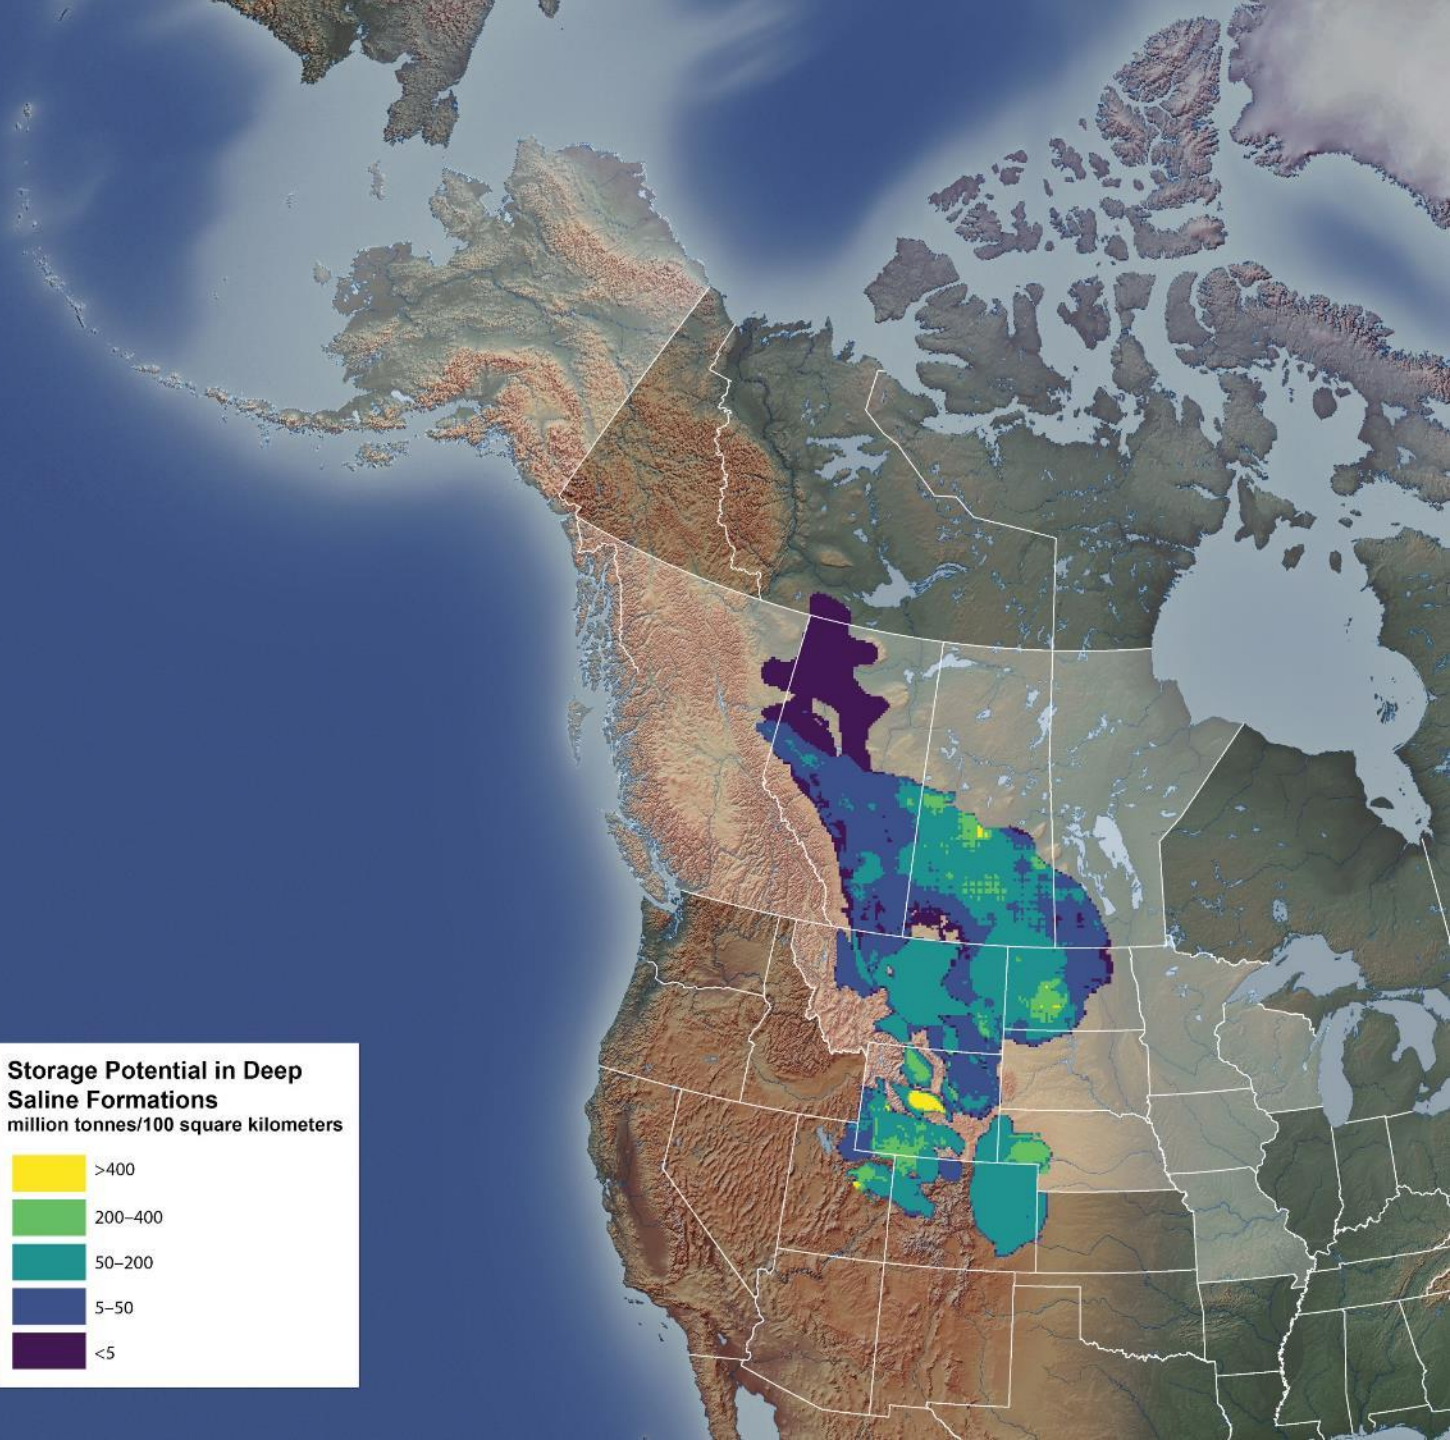 Storage Potential in Deep
Saline Formations
million tonnes/100 square kilometers
>400
200–400
50–200
5–50
<5